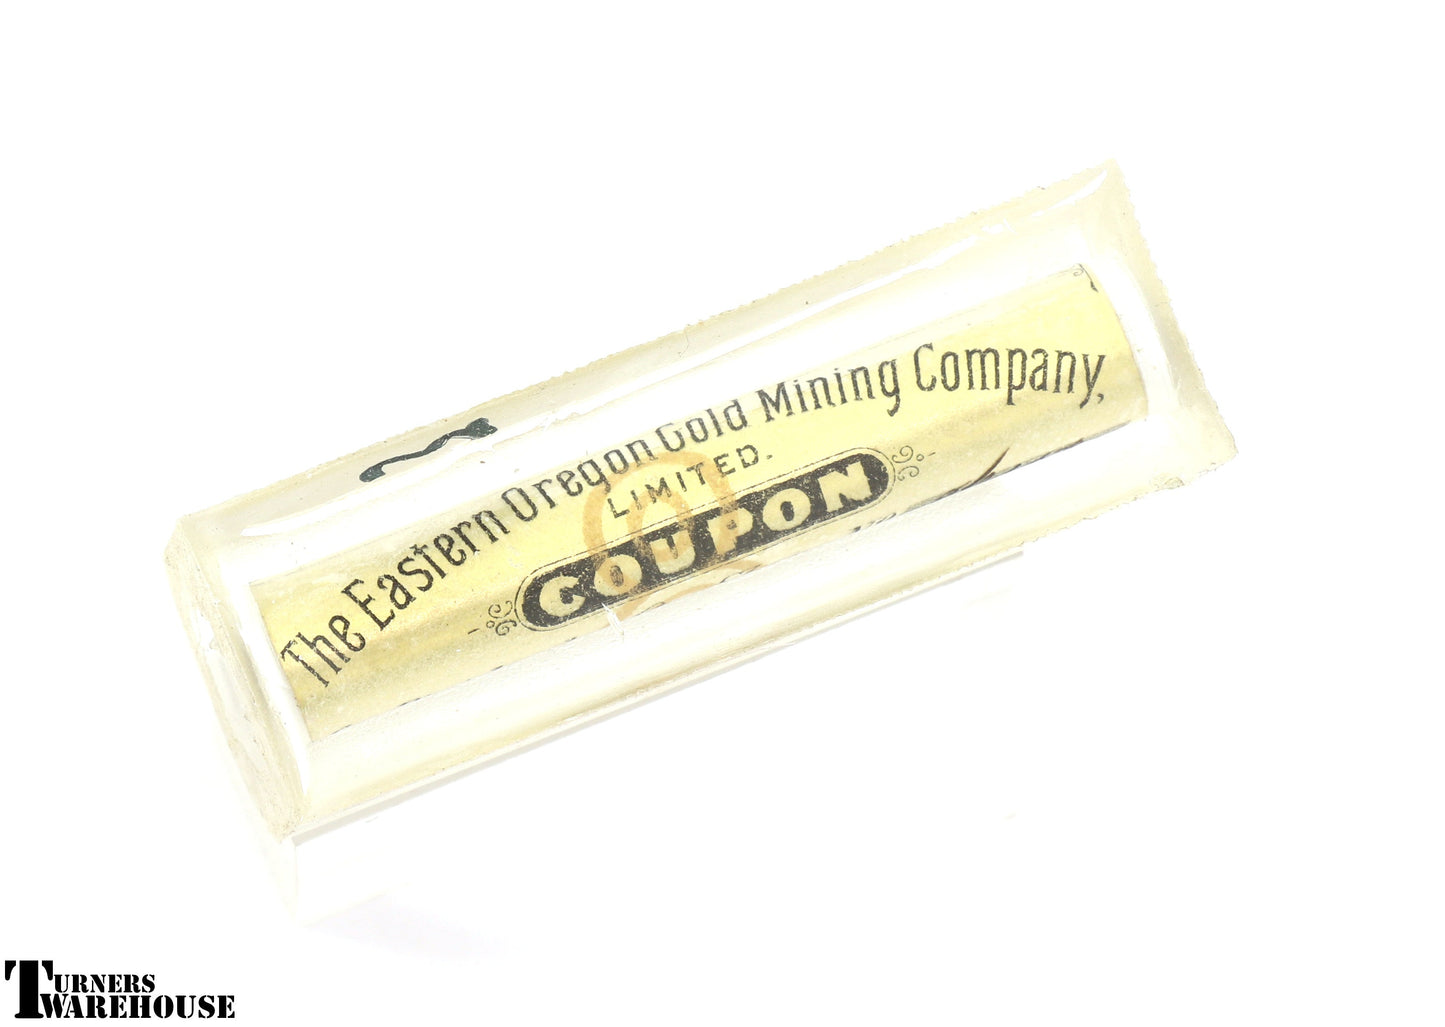 The Eastern Oregon Gold Mining Company,
LIMITED.
COUPON
TURNERS
WAREHOUSE